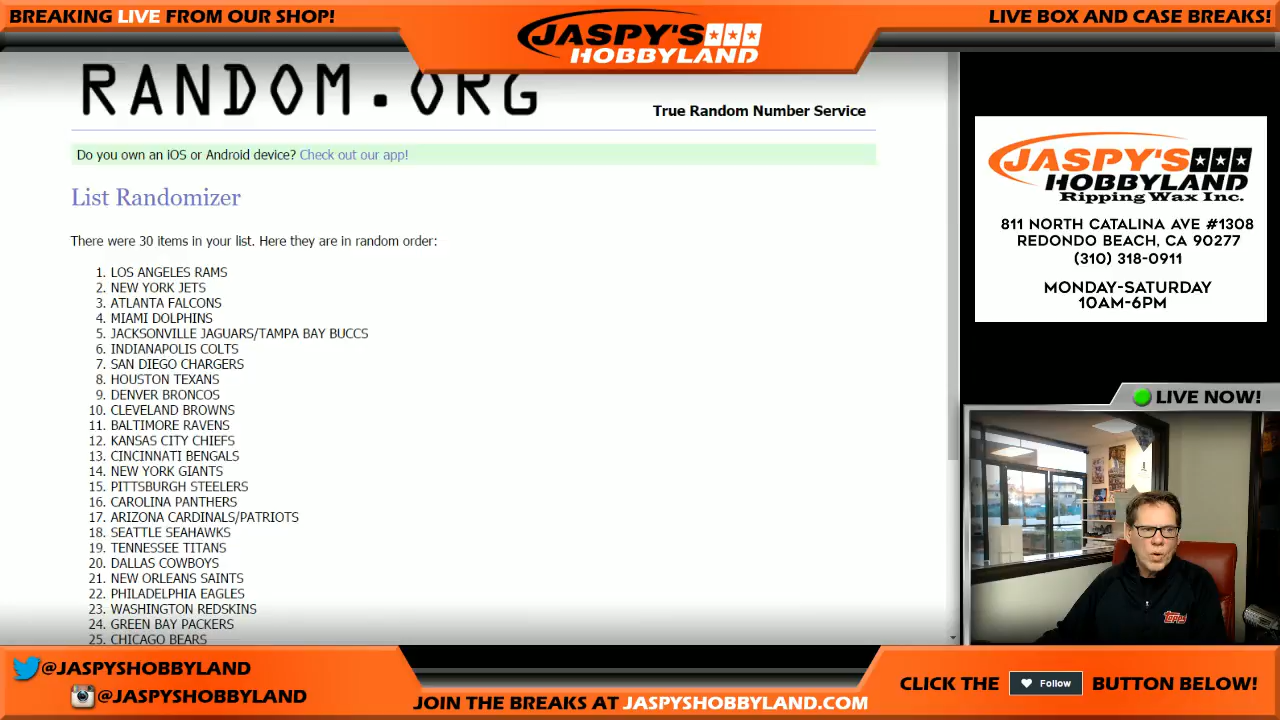 BREAKING LIVE FROM OUR SHOP!
JASPY'S
HOBBYLAND
LIVE BOX AND CASE BREAKS!
RANDOM.ORG
True Random Number Service
Do you own an iOS or Android device? Check out our app!
List Randomizer
There were 30 items in your list. Here they are in random order:
1. LOS ANGELES RAMS
2. NEW YORK JETS
3. ATLANTA FALCONS
4. MIAMI DOLPHINS
5. JACKSONVILLE JAGUARS/TAMPA BAY BUCCS
6. INDIANAPOLIS COLTS
7. SAN DIEGO CHARGERS
8. HOUSTON TEXANS
9. DENVER BRONCOS
10. CLEVELAND BROWNS
11. BALTIMORE RAVENS
12. KANSAS CITY CHIEFS
13. CINCINNATI BENGALS
14. NEW YORK GIANTS
15. PITTSBURGH STEELERS
16. CAROLINA PANTHERS
17. ARIZONA CARDINALS/PATRIOTS
18. SEATTLE SEAHAWKS
19. TENNESSEE TITANS
20. DALLAS COWBOYS
21. NEW ORLEANS SAINTS
22. PHILADELPHIA EAGLES
23. WASHINGTON REDSKINS
24. GREEN BAY PACKERS
25. CHICAGO BEARS
JASPY'S
HOBBYLAND
Ripping Wax Inc.
811 NORTH CATALINA AVE #1308
REDONDO BEACH, CA 90277
(310) 318-0911
MONDAY-SATURDAY
10AM-6PM
LIVE NOW!
Topps
@JASPYSHOBBYLAND
@JASPYSHOBBYLAND
JOIN THE BREAKS AT JASPYSHOBBYLAND.COM
CLICK THE Follow BUTTON BELOW!